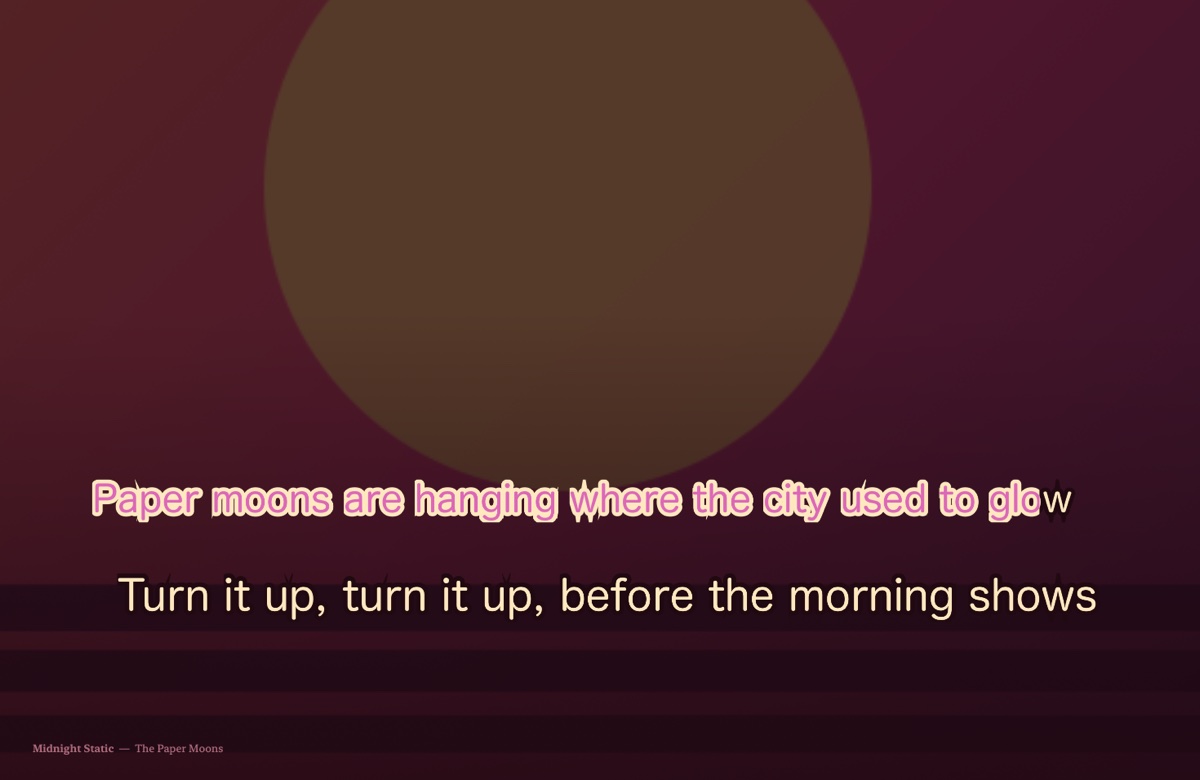 Paper moons are hanging where the city used to glow
Turn it up, turn it up, before the morning shows
Midnight Static — The Paper Moons